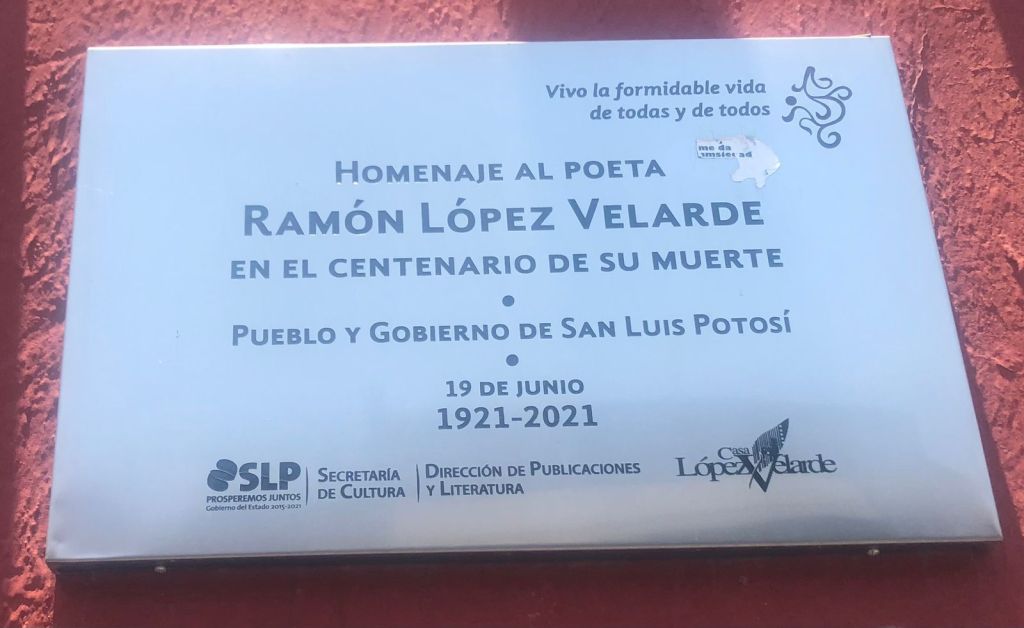 Vivo la formidable vida
de todas y de todos
me da
HOMENAJE AL POETA
RAMÓN LÓPEZ VELARDE
EN EL CENTENARIO DE SU MUERTE
PUEBLO Y GOBIERNO DE SAN LUIS POTOSÍ
19 DE JUNIO
1921-2021
SLP
PROSPEREMOS JUNTOS
Gobierno del Estado 2015-2021
SECRETARÍA
DE CULTURA
DIRECCIÓN DE PUBLICACIONES
Y LITERATURA
Casa
López Velarde